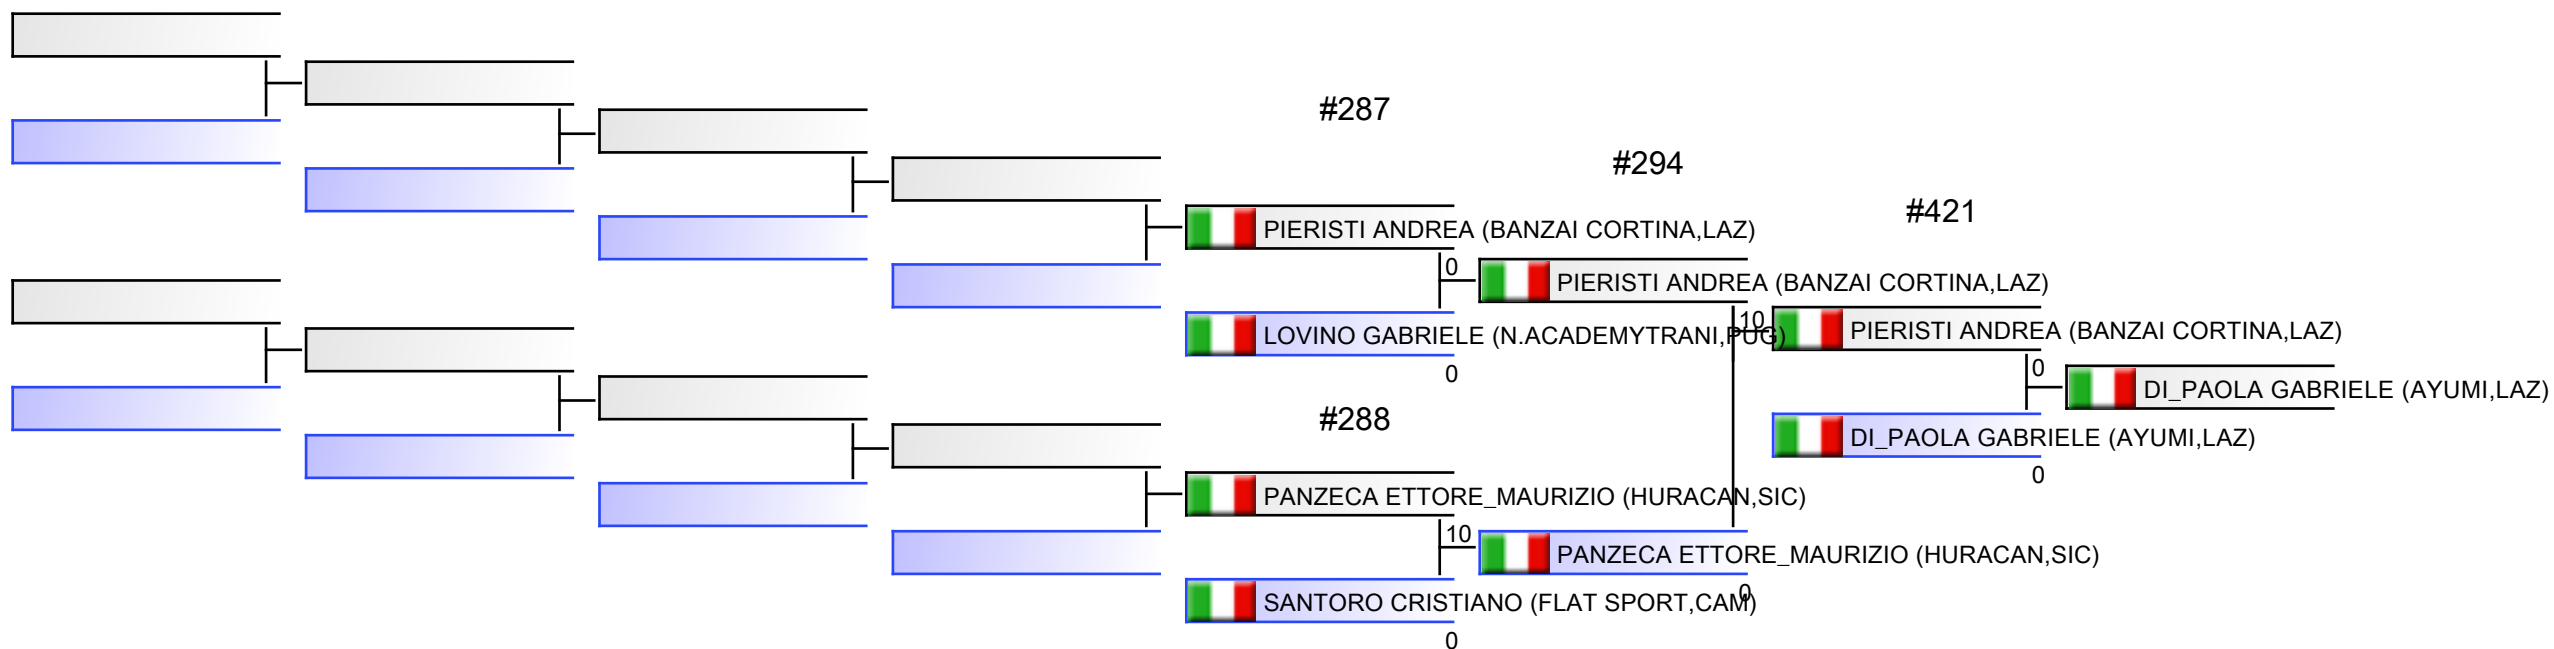 #287
#294
#421
PIERISTI ANDREA (BANZAI CORTINA,LAZ)
0
PIERISTI ANDREA (BANZAI CORTINA,LAZ)
10
PIERISTI ANDREA (BANZAI CORTINA,LAZ)
LOVINO GABRIELE (N.ACADEMYTRANI,PUG)
0
0
DI_PAOLA GABRIELE (AYUMI,LAZ)
DI_PAOLA GABRIELE (AYUMI,LAZ)
0
#288
PANZECA ETTORE_MAURIZIO (HURACAN,SIC)
10
PANZECA ETTORE_MAURIZIO (HURACAN,SIC)
0
SANTORO CRISTIANO (FLAT SPORT,CAM)
0